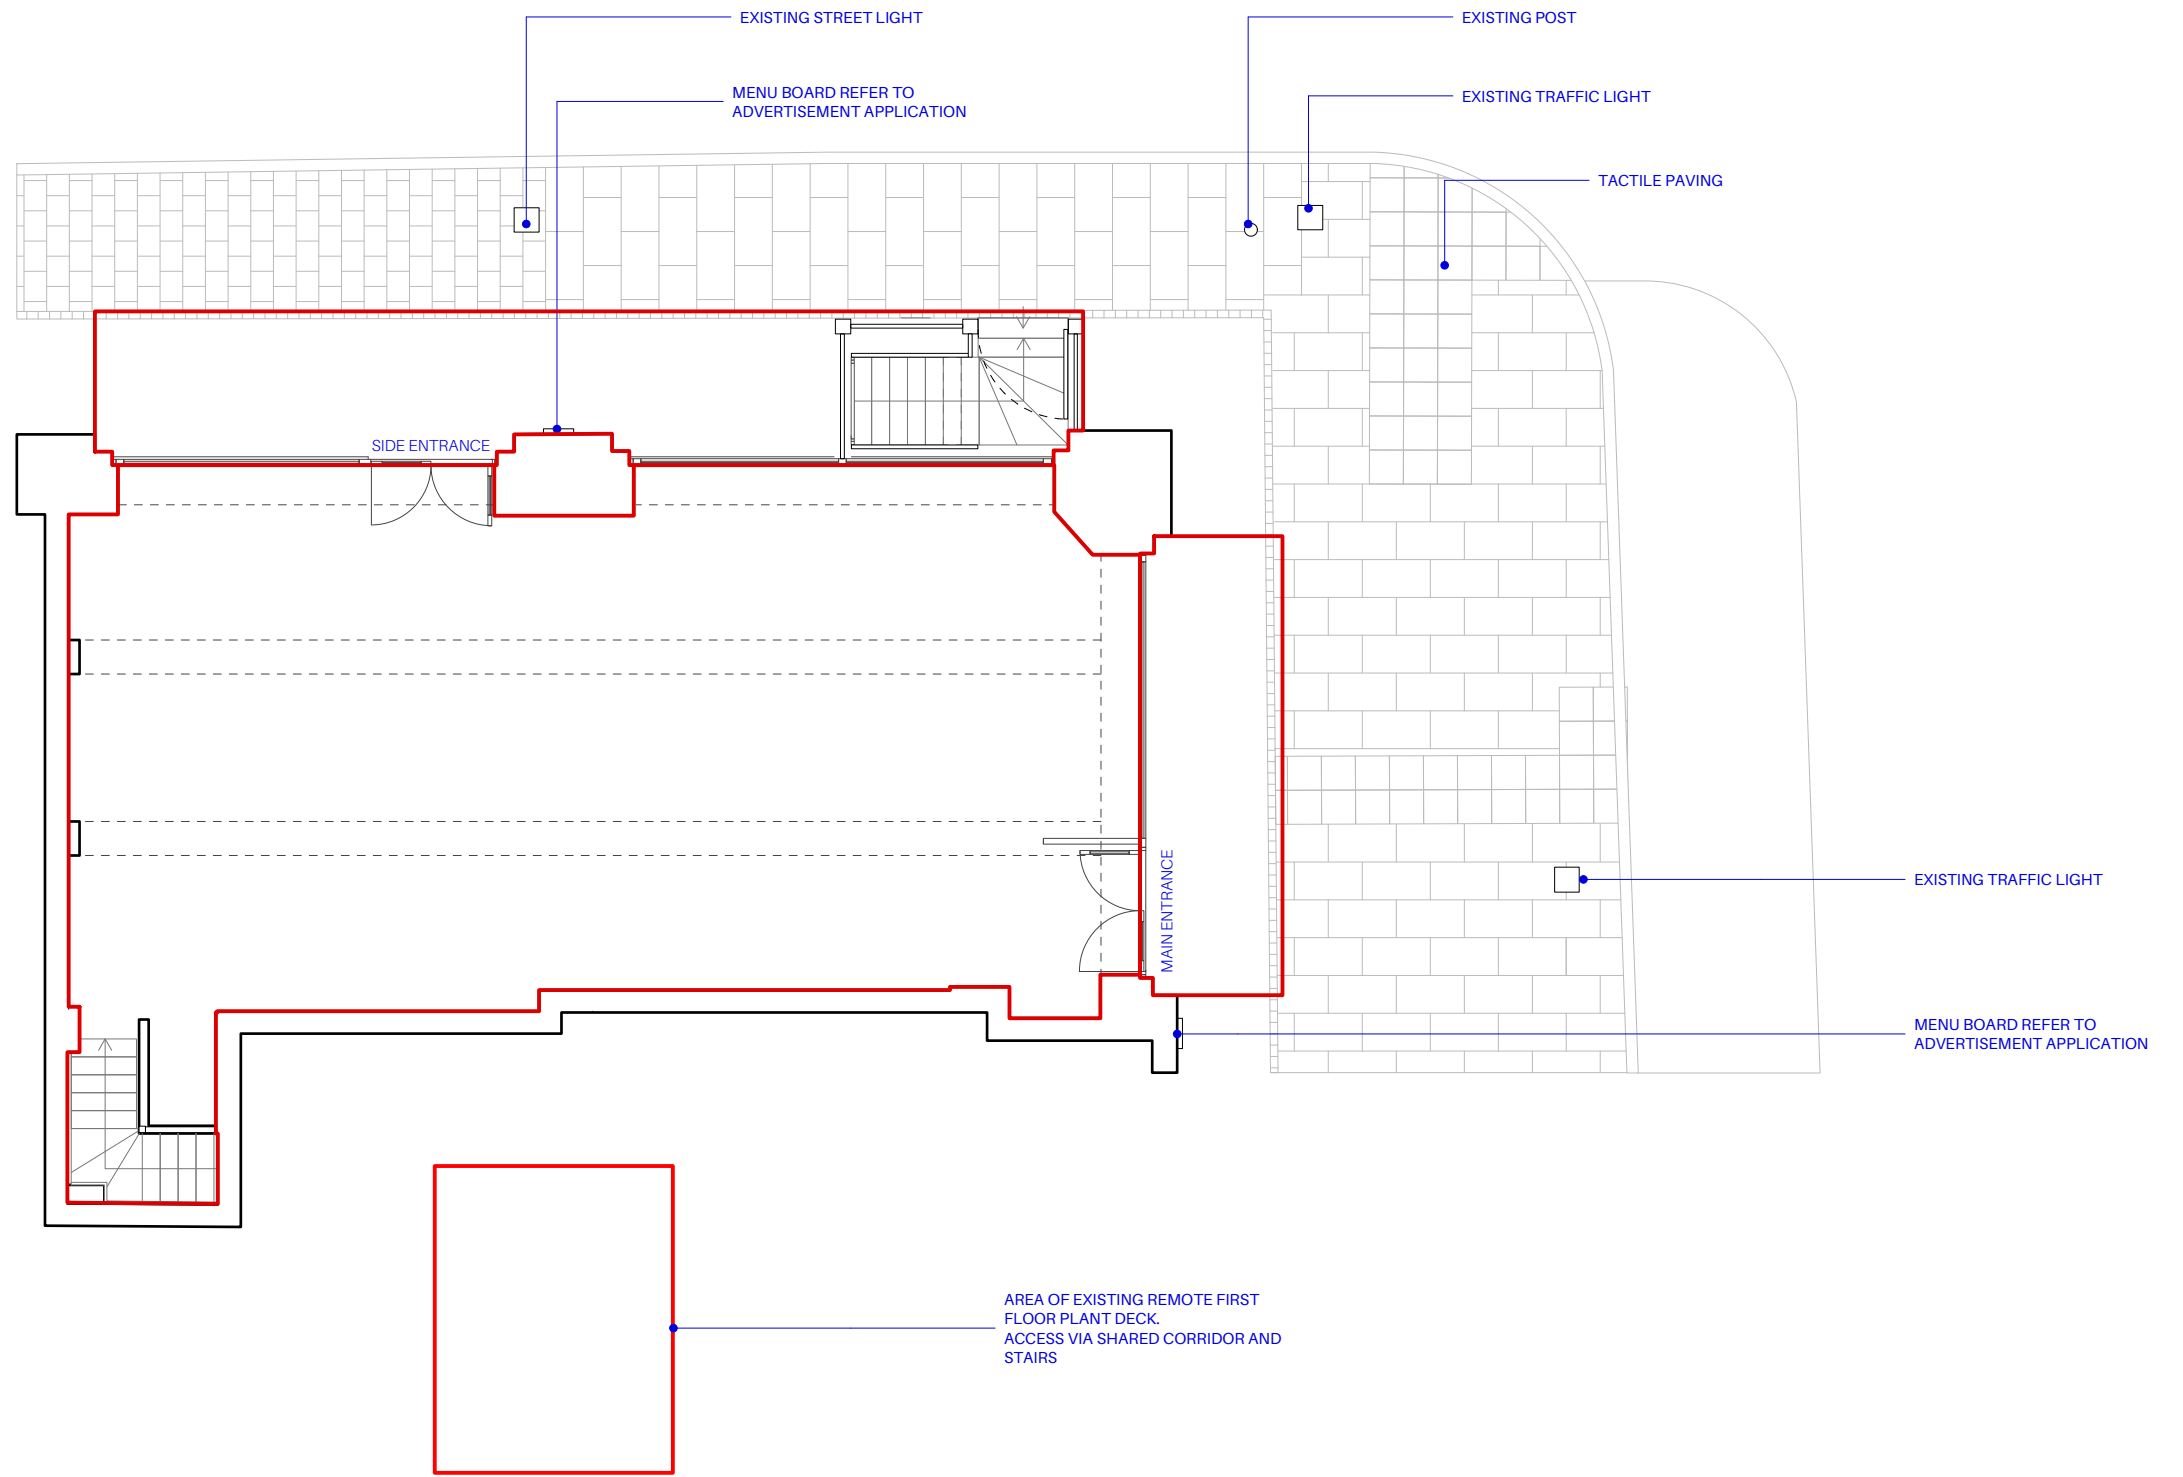 EXISTING STREET LIGHT
EXISTING POST
MENU BOARD REFER TO
ADVERTISEMENT APPLICATION
EXISTING TRAFFIC LIGHT
TACTILE PAVING
SIDE ENTRANCE
MAIN ENTRANCE
EXISTING TRAFFIC LIGHT
MENU BOARD REFER TO
ADVERTISEMENT APPLICATION
AREA OF EXISTING REMOTE FIRST
FLOOR PLANT DECK.
ACCESS VIA SHARED CORRIDOR AND
STAIRS